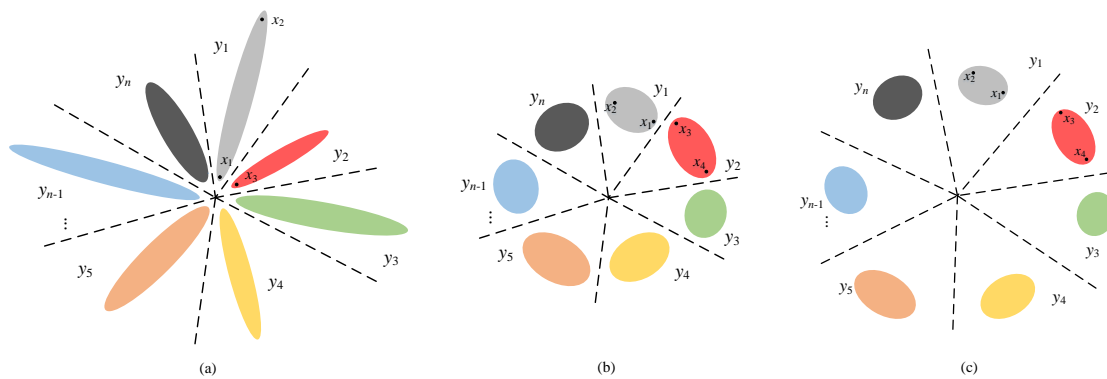 x2
y1
yn
x1
x3
y2
yn-1
...
y5
y4
y3
(a)
yn
x2
y1
x1
x3
x4
y2
yn-1
...
y5
y4
y3
(b)
yn
x2
y1
x1
y2
x3
x4
yn-1
...
y5
y4
y3
(c)